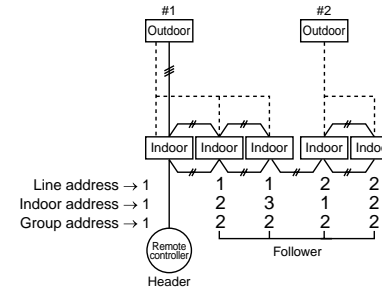 #1 #2
Outdoor Outdoor
Indoor Indoor Indoor Indoor Indoo
Line address → 1 1 1 2 2
Indoor address → 1 2 3 1 2
Group address → 1 2 2 2 2
Remote
controller
Follower
Header